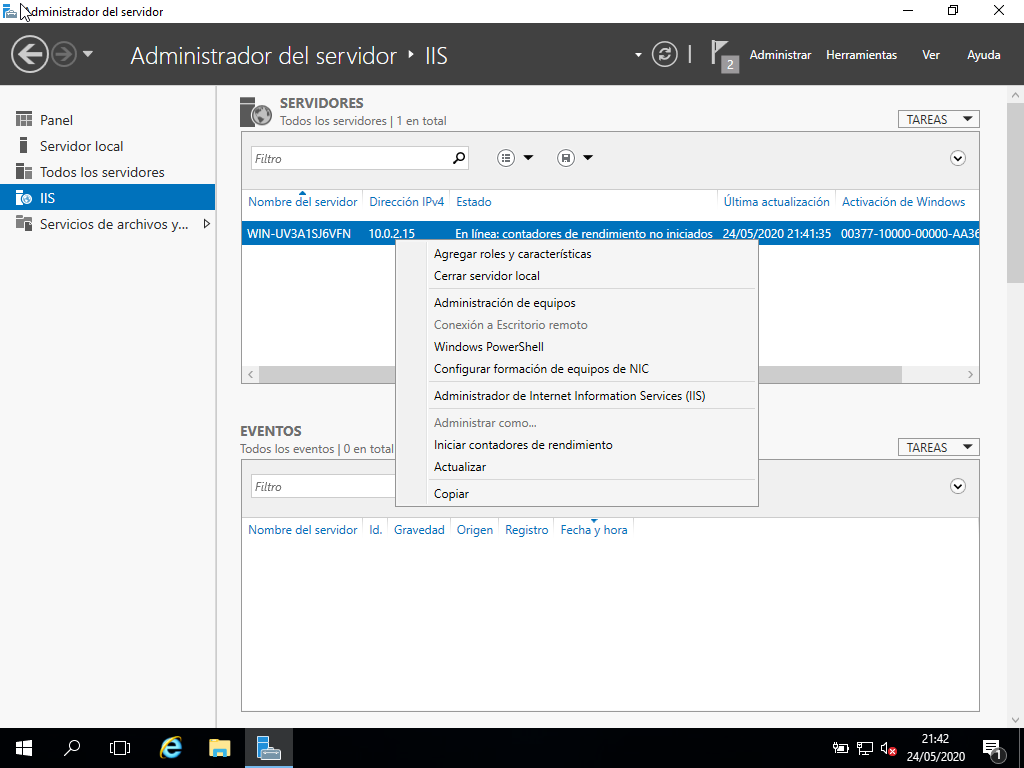 Administrador del servidor
Administrador del servidor ‣ IIS
2
Administrar
Herramientas
Ver
Ayuda
Panel
Servidor local
Todos los servidores
IIS
Servicios de archivos y...
SERVIDORES
Todos los servidores | 1 en total
TAREAS
Filtro
Nombre del servidor Dirección IPv4 Estado Última actualización Activación de Windows
WIN-UV3A1SJ6VFN 10.0.2.15 En línea: contadores de rendimiento no iniciados 24/05/2020 21:41:35 00377-10000-00000-AA36
Agregar roles y características
Cerrar servidor local
Administración de equipos
Conexión a Escritorio remoto
Windows PowerShell
Configurar formación de equipos de NIC
Administrador de Internet Information Services (IIS)
Administrar como...
Iniciar contadores de rendimiento
Actualizar
Copiar
EVENTOS
Todos los eventos | 0 en total
TAREAS
Filtro
Nombre del servidor Id. Gravedad Origen Registro Fecha y hora
21:42
24/05/2020
1